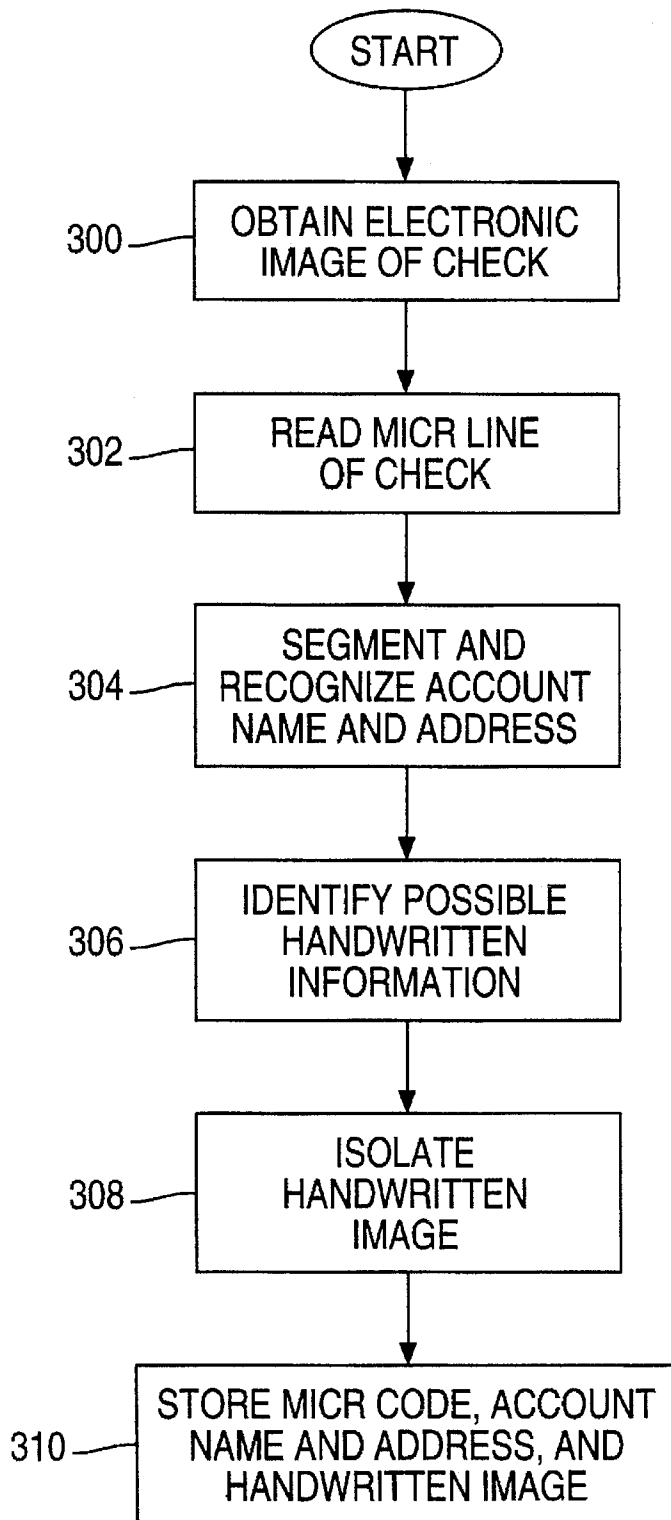 START
300
OBTAIN ELECTRONIC
IMAGE OF CHECK
302
READ MICR LINE
OF CHECK
304
SEGMENT AND
RECOGNIZE ACCOUNT
NAME AND ADDRESS
306
IDENTIFY POSSIBLE
HANDWRITTEN
INFORMATION
308
ISOLATE
HANDWRITTEN
IMAGE
310
STORE MICR CODE, ACCOUNT
NAME AND ADDRESS, AND
HANDWRITTEN IMAGE